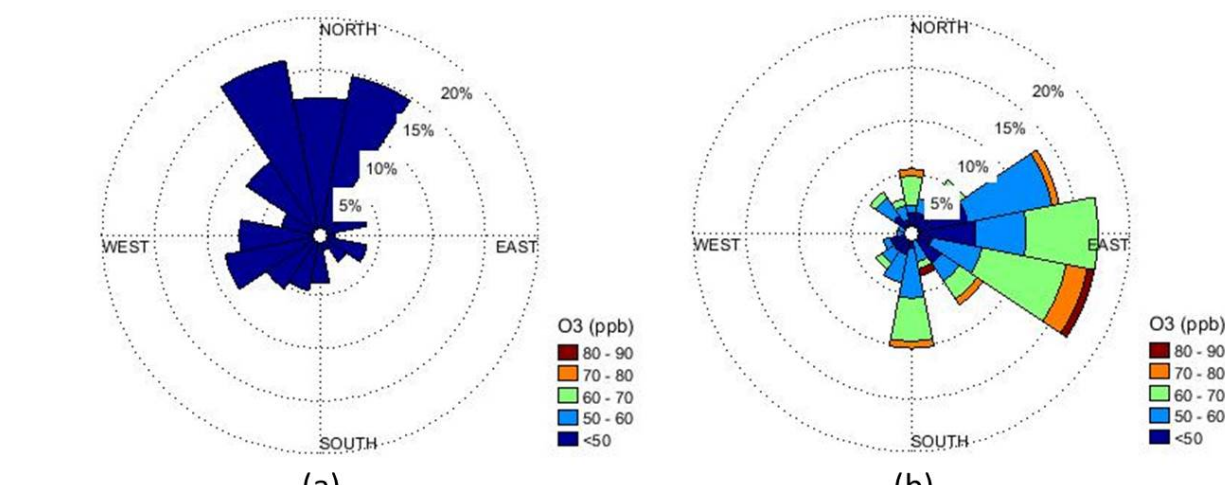 NORTH
20%
15%
10%
5%
WEST
EAST
SOUTH
O3 (ppb)
80 - 90
70 - 80
60 - 70
50 - 60
<50
(a)
NORTH
20%
15%
10%
5%
WEST
EAST
SOUTH
O3 (ppb)
80 - 90
70 - 80
60 - 70
50 - 60
<50
(b)